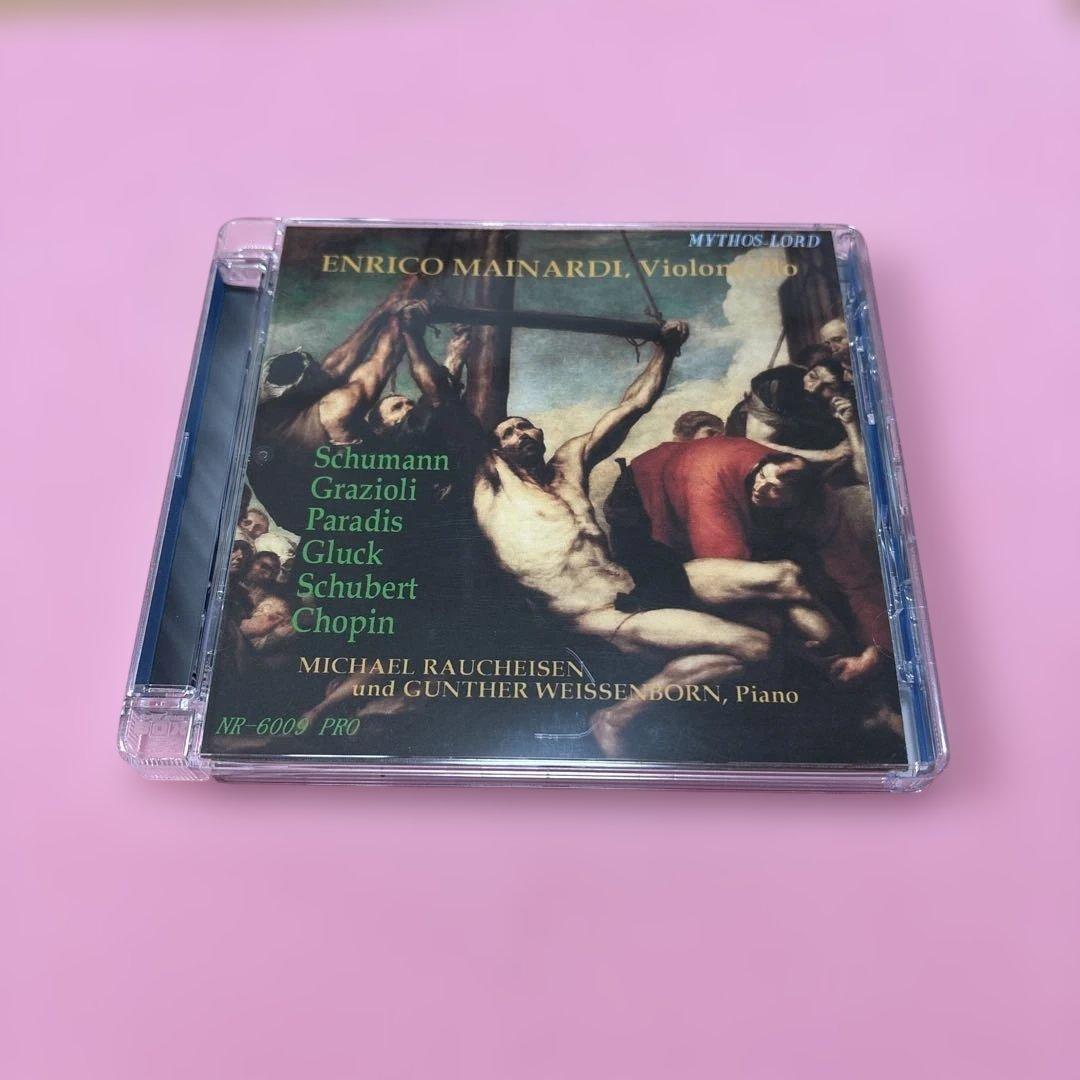 MYTHOS-LORD
ENRICO MAINARDI, Violoncello
Schumann
Grazioli
Paradis
Gluck
Schubert
Chopin
MICHAEL RAUCHEISEN
und GUNTHER WEISSENBORN, Piano
NR-6009 PRO